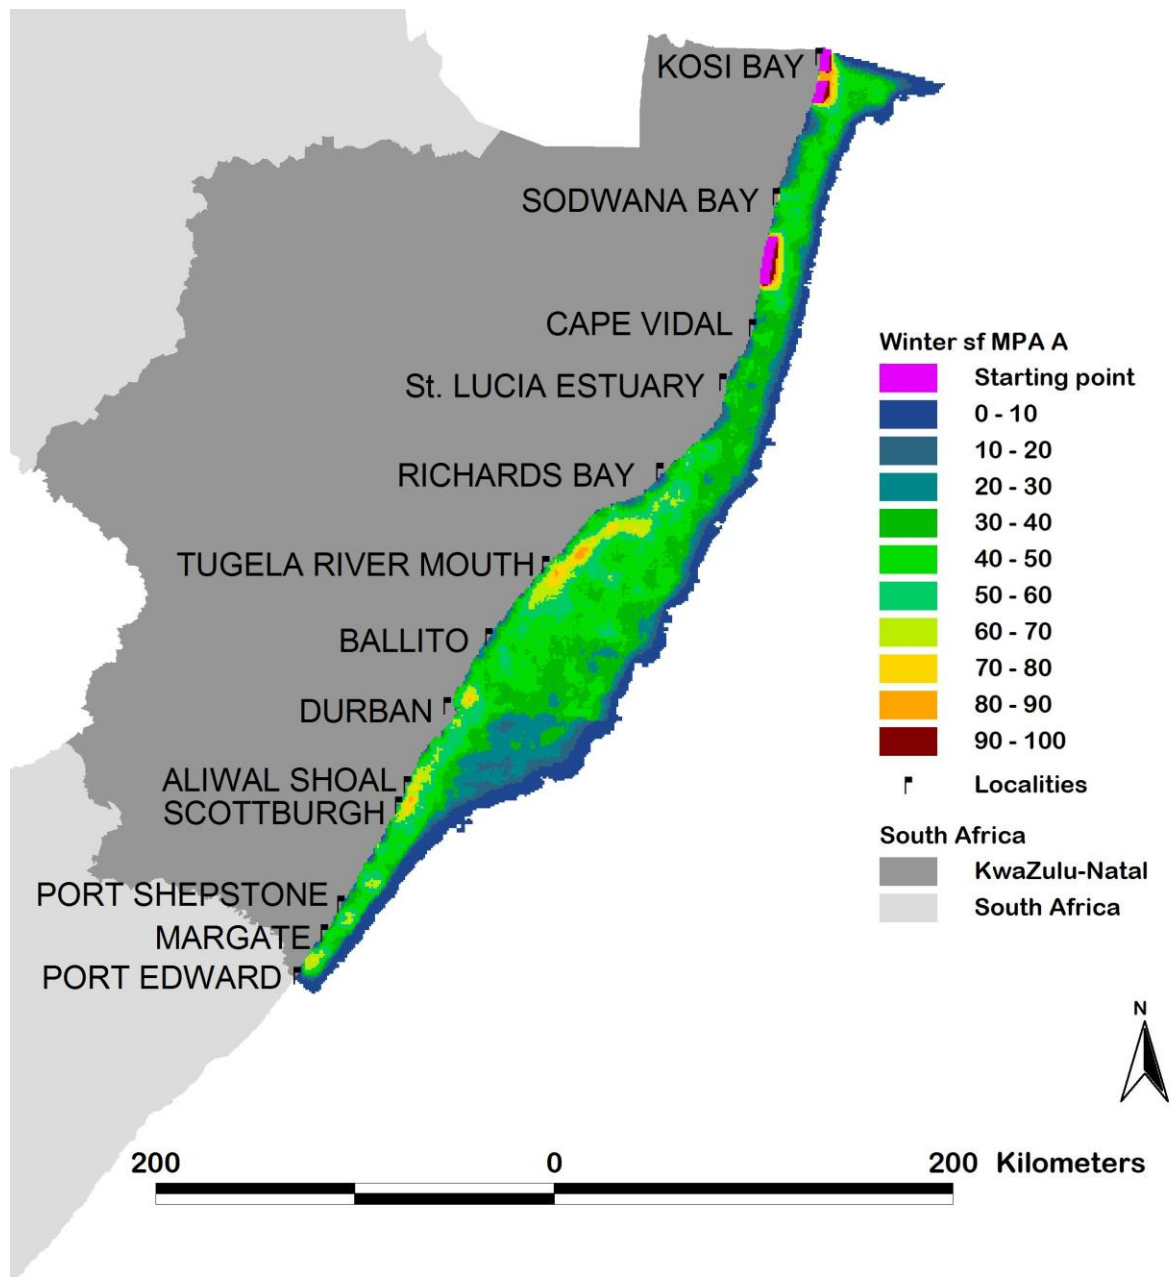 KOSI BAY
SODWANA BAY
CAPE VIDAL
St. LUCIA ESTUARY
RICHARDS BAY
TUGELA RIVER MOUTH
BALLITO
DURBAN
ALIWAL SHOAL
SCOTTBURGH
PORT SHEPSTONE
MARGATE
PORT EDWARD
Winter sf MPA A
Starting point
0 - 10
10 - 20
20 - 30
30 - 40
40 - 50
50 - 60
60 - 70
70 - 80
80 - 90
90 - 100
Localities
South Africa
KwaZulu-Natal
South Africa
N
200 0 200 Kilometers